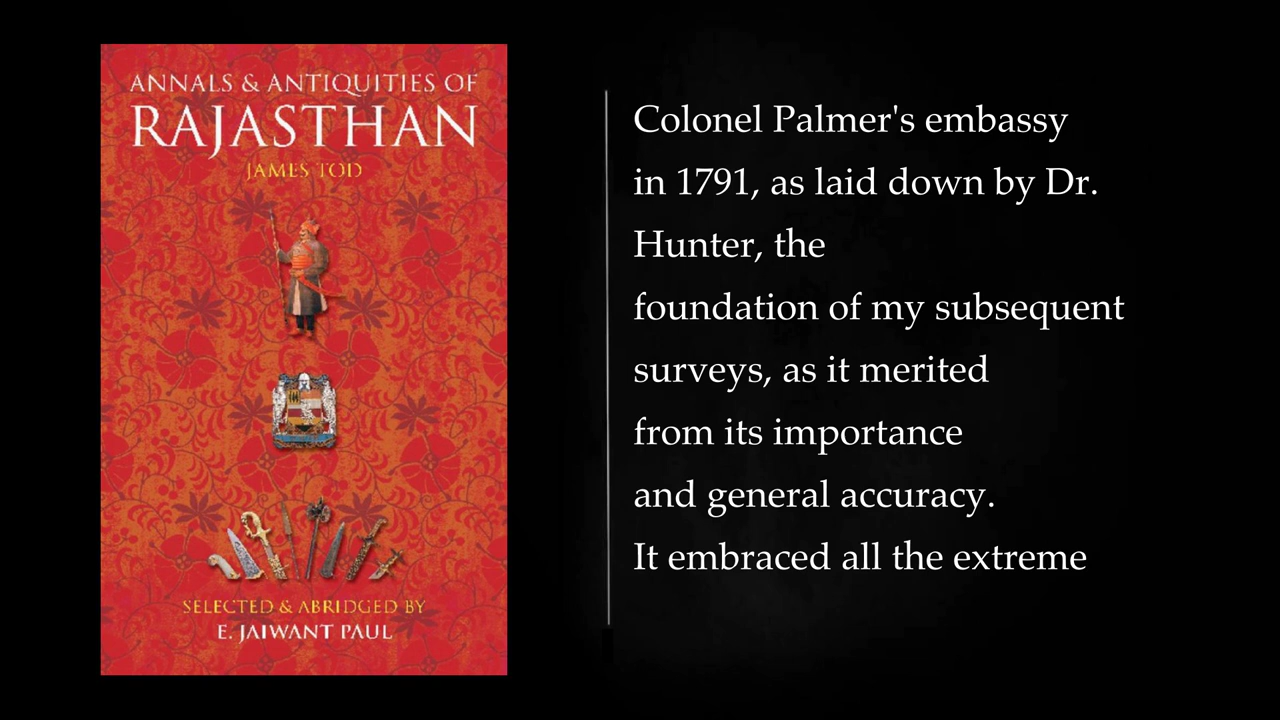 ANNALS & ANTIQUITIES OF
RAJASTHAN
JAMES TOD
SELECTED & ABRIDGED BY
E. JAIWANT PAUL
Colonel Palmer's embassy
in 1791, as laid down by Dr.
Hunter, the
foundation of my subsequent
surveys, as it merited
from its importance
and general accuracy.
It embraced all the extreme